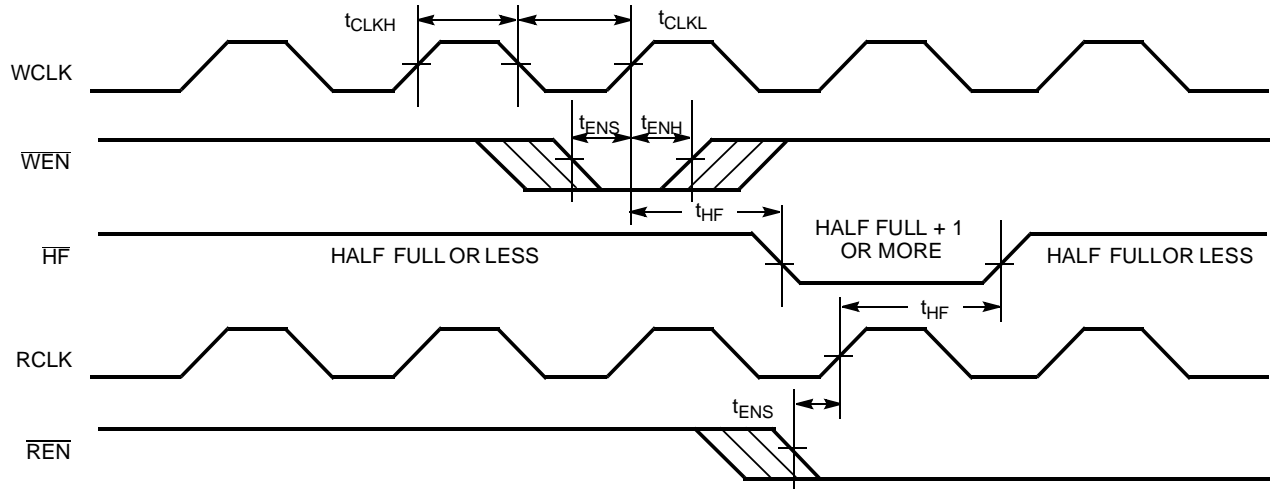 tCLKH
tCLKL
WCLK
tENS
tENH
WEN
tHF
HF
HALF FULL OR LESS
HALF FULL + 1
OR MORE
HALF FULLOR LESS
tHF
RCLK
tENS
REN